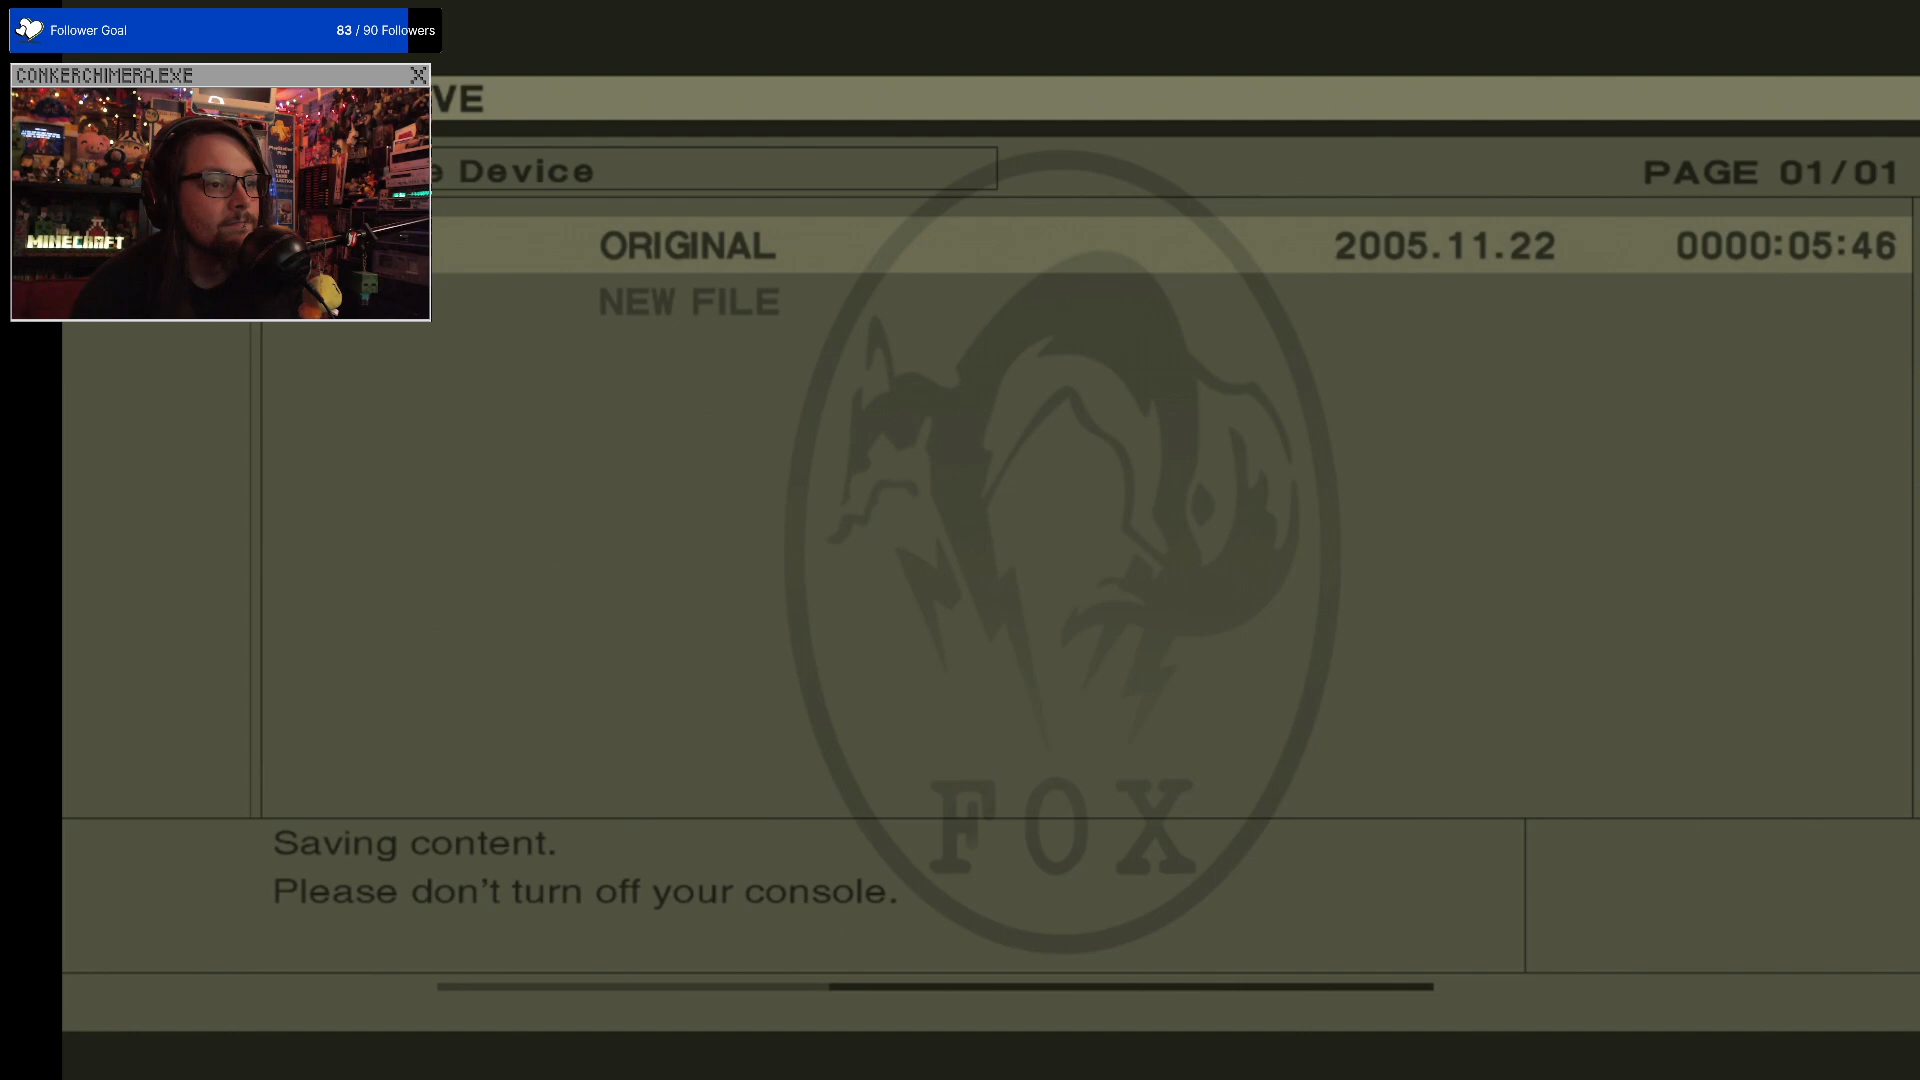 Follower Goal
83 / 90 Followers
CONKERCHIMERA.EXE X
VE
e Device
PAGE 01/01
ORIGINAL 2005.11.22 0000:05:46
NEW FILE
MINECRAFT
FOX
Saving content.
Please don't turn off your console.